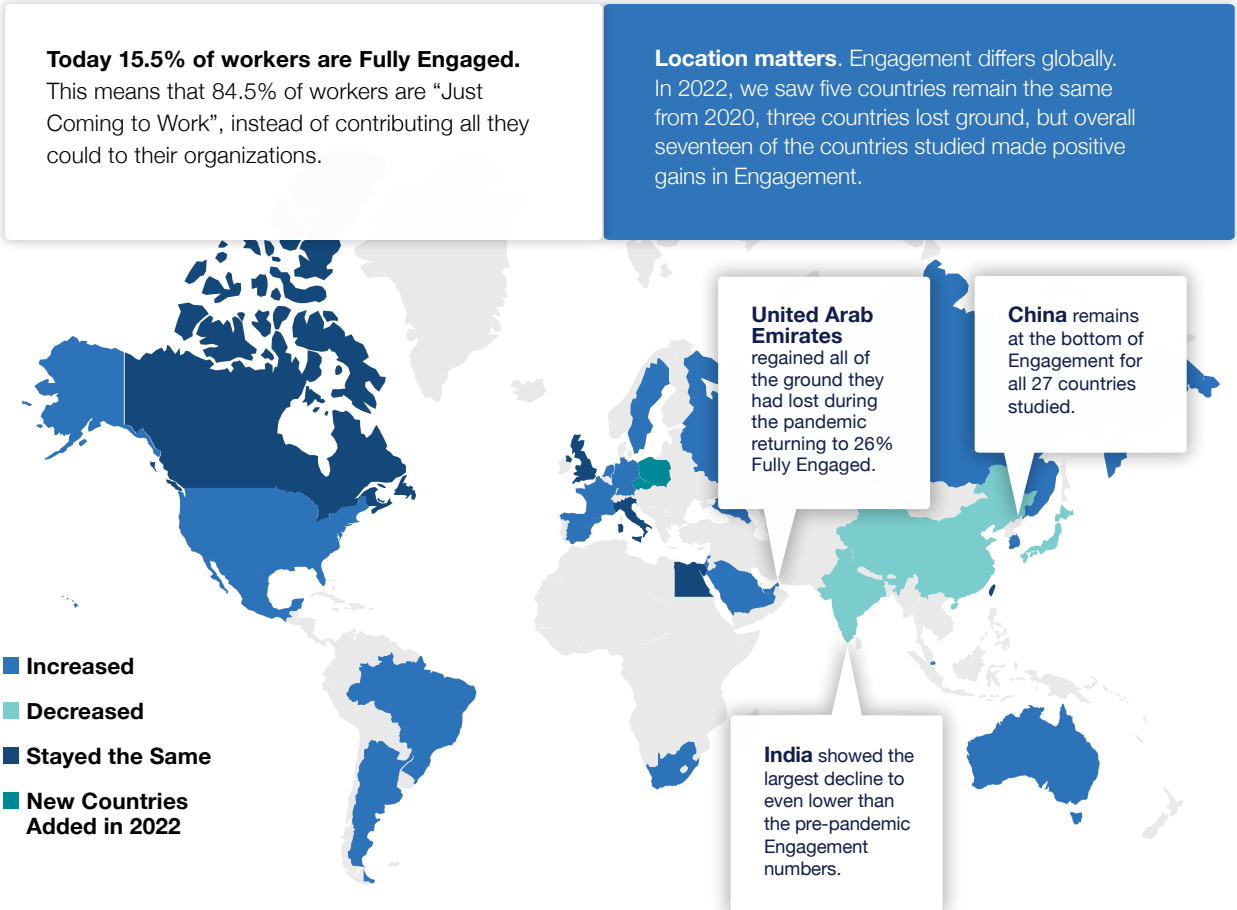 Today 15.5% of workers are Fully Engaged.
This means that 84.5% of workers are “Just
Coming to Work”, instead of contributing all they
could to their organizations.
Location matters. Engagement differs globally.
In 2022, we saw five countries remain the same
from 2020, three countries lost ground, but overall
seventeen of the countries studied made positive
gains in Engagement.
United Arab
Emirates
regained all of
the ground they
had lost during
the pandemic
returning to 26%
Fully Engaged.
China remains
at the bottom of
Engagement for
all 27 countries
studied.
Increased
Decreased
Stayed the Same
New Countries
Added in 2022
India showed the
largest decline to
even lower than
the pre-pandemic
Engagement
numbers.